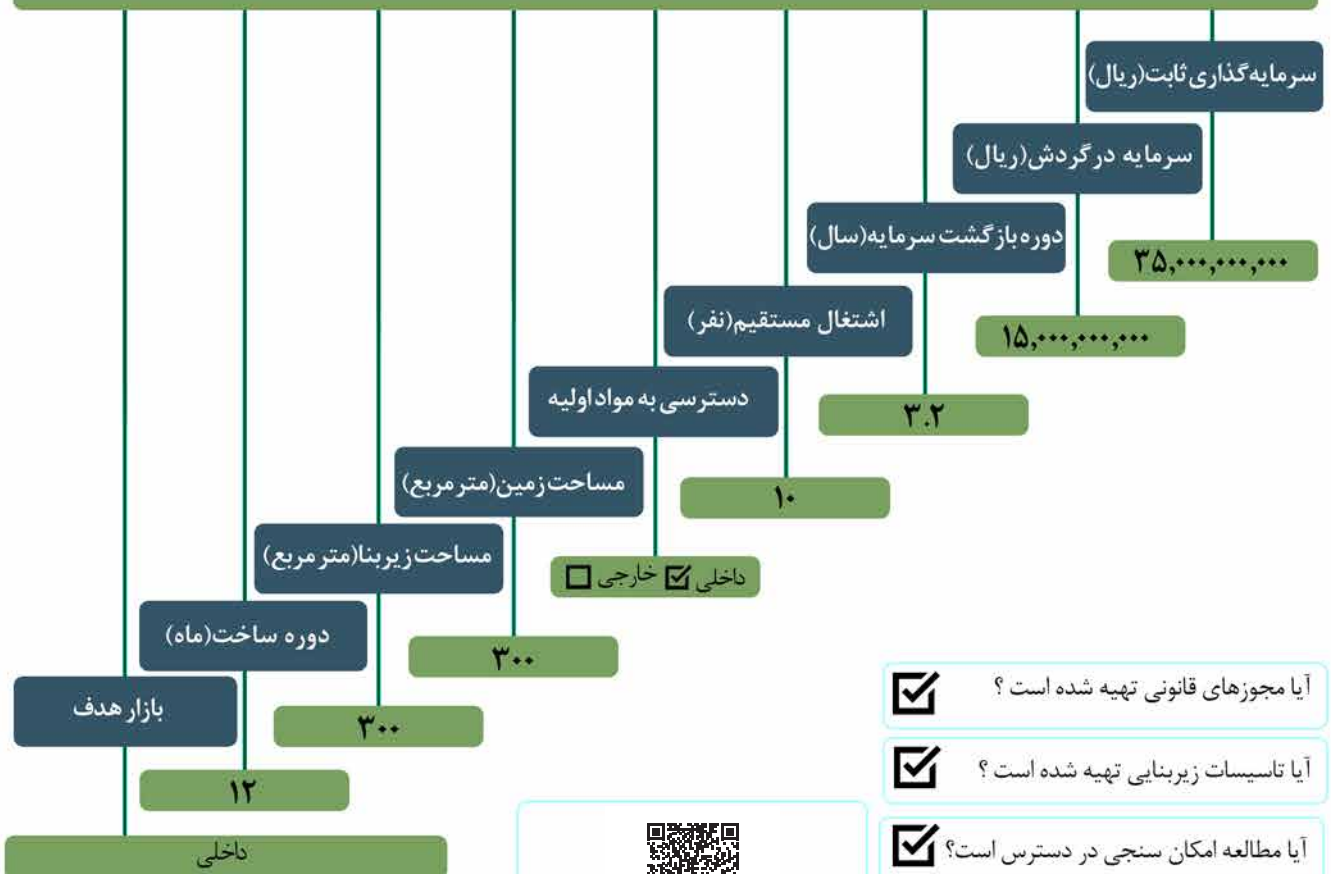 سرمایه‌گذاری ثابت(ریال)
۳۵,۰۰۰,۰۰۰,۰۰۰
سرمایه در گردش(ریال)
۱۵,۰۰۰,۰۰۰,۰۰۰
دوره بازگشت سرمایه(سال)
۳.۲
اشتغال مستقیم(نفر)
۱۰
دسترسی به مواد اولیه
داخلی ☑ خارجی ☐
مساحت زمین(متر مربع)
۳۰۰
مساحت زیربنا(متر مربع)
۳۰۰
دوره ساخت(ماه)
۱۲
بازار هدف
داخلی
آیا مجوزهای قانونی تهیه شده است ؟ ☑
آیا تاسیسات زیربنایی تهیه شده است ؟ ☑
آیا مطالعه امکان سنجی در دسترس است؟ ☑